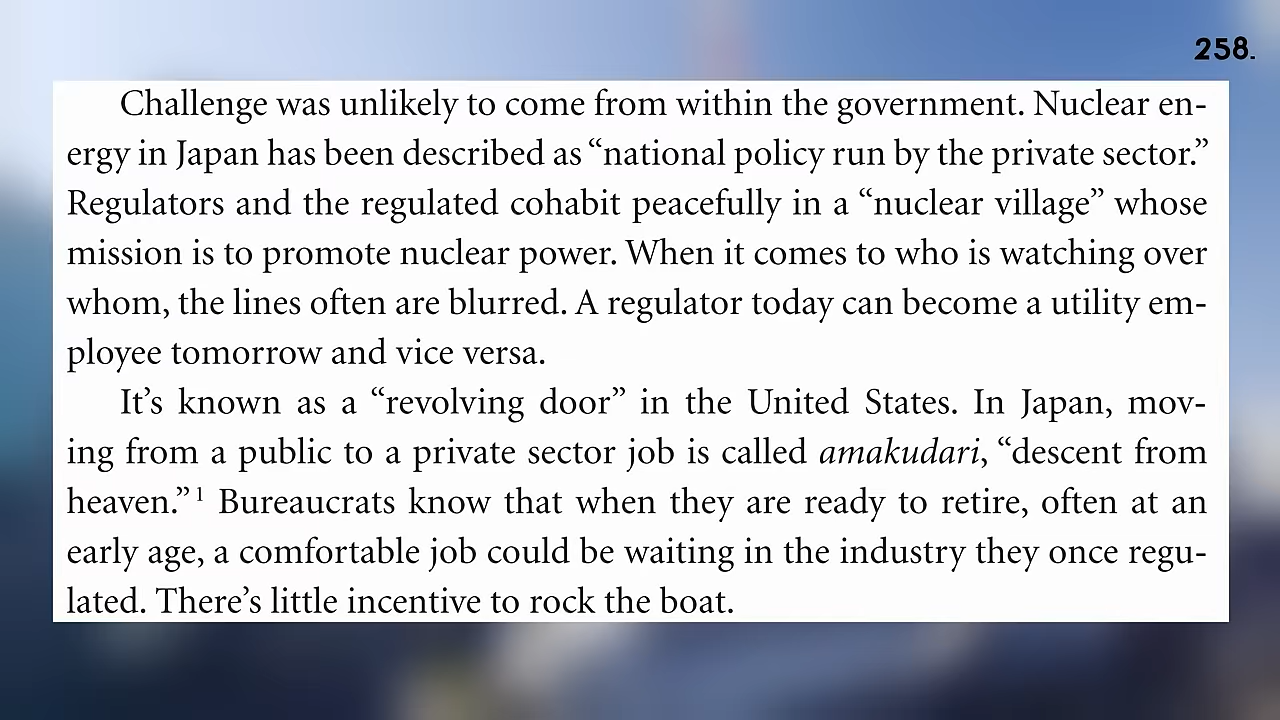 258.
Challenge was unlikely to come from within the government. Nuclear en-
ergy in Japan has been described as “national policy run by the private sector.”
Regulators and the regulated cohabit peacefully in a “nuclear village” whose
mission is to promote nuclear power. When it comes to who is watching over
whom, the lines often are blurred. A regulator today can become a utility em-
ployee tomorrow and vice versa.
It’s known as a “revolving door” in the United States. In Japan, mov-
ing from a public to a private sector job is called amakudari, “descent from
heaven.”1 Bureaucrats know that when they are ready to retire, often at an
early age, a comfortable job could be waiting in the industry they once regu-
lated. There’s little incentive to rock the boat.